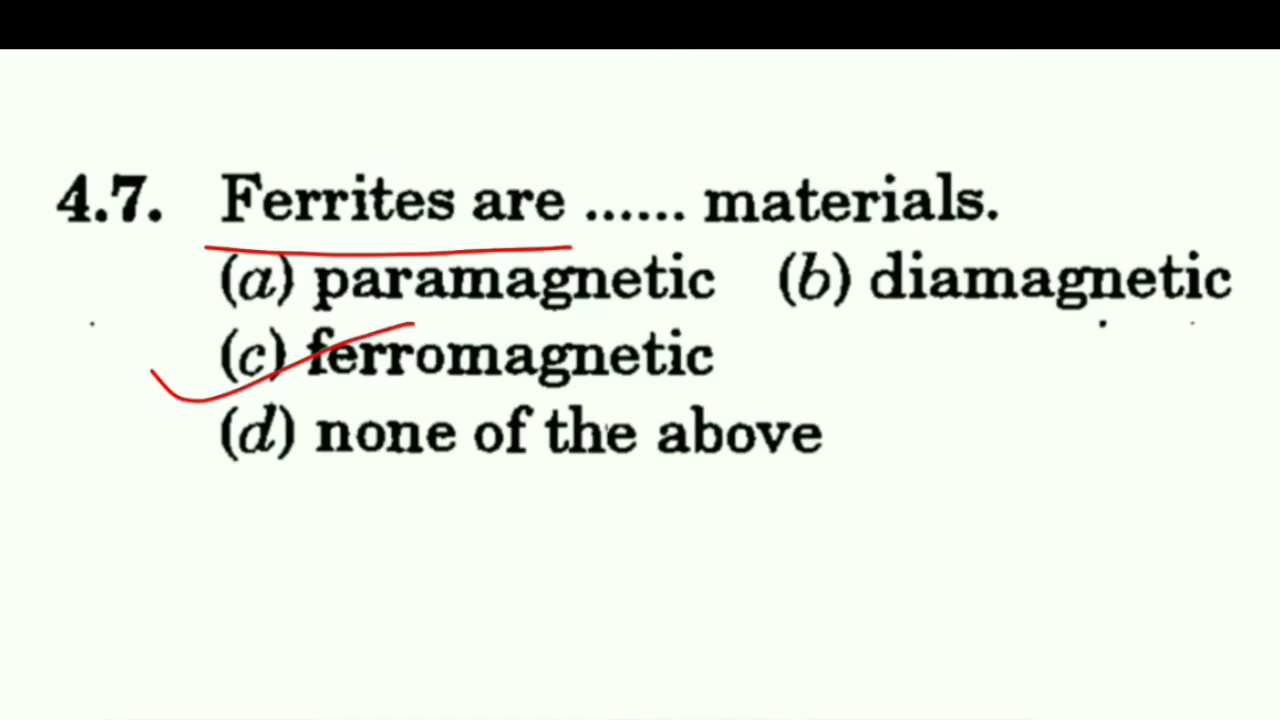 4.7. Ferrites are ...... materials.
(a) paramagnetic (b) diamagnetic
(c) ferromagnetic
(d) none of the above